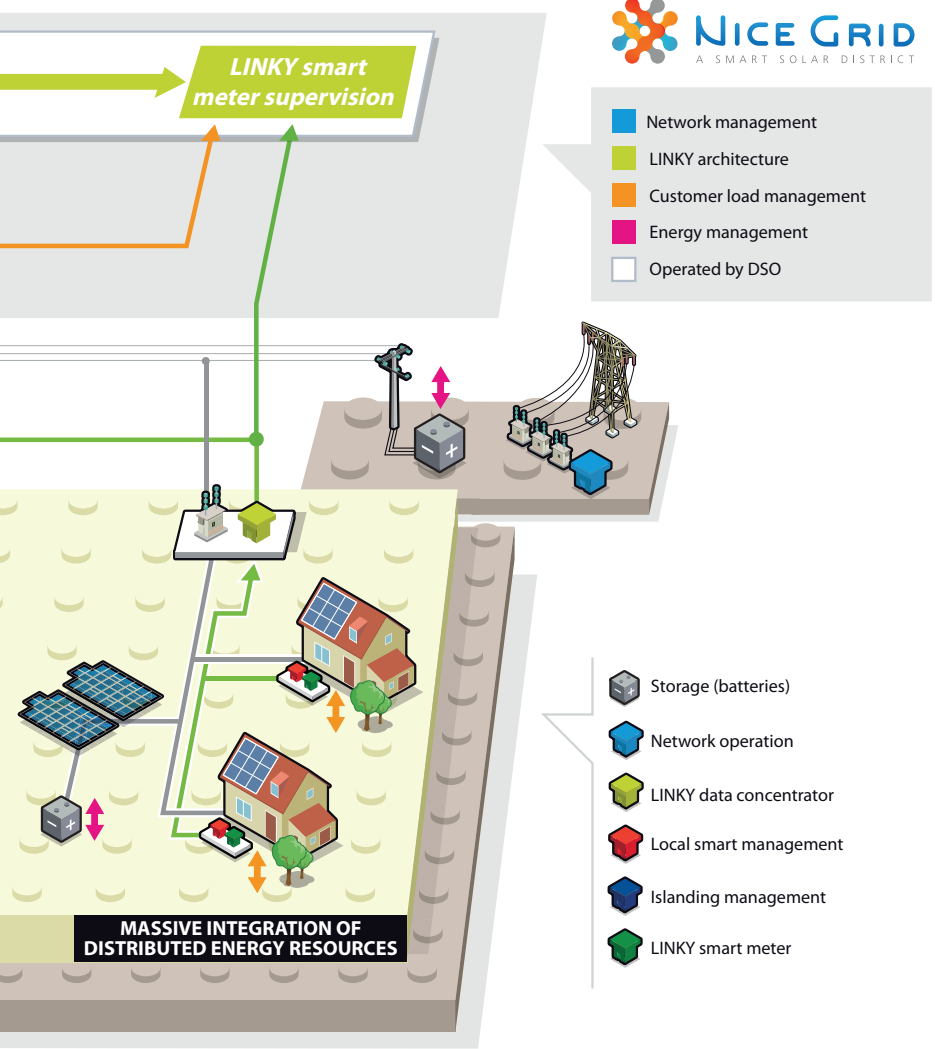 NICE GRID
A SMART SOLAR DISTRICT
LINKY smart
meter supervision
Network management
LINKY architecture
Customer load management
Energy management
Operated by DSO
Storage (batteries)
Network operation
LINKY data concentrator
Local smart management
Islanding management
LINKY smart meter
MASSIVE INTEGRATION OF
DISTRIBUTED ENERGY RESOURCES